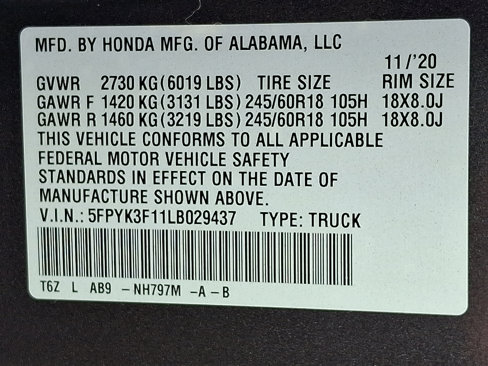 MFD. BY HONDA MFG. OF ALABAMA, LLC
11/'20
GVWR 2730 KG(6019 LBS) TIRE SIZE RIM SIZE
GAWR F 1420 KG(3131 LBS) 245/60R18 105H 18X8.0J
GAWR R 1460 KG(3219 LBS) 245/60R18 105H 18X8.0J
THIS VEHICLE CONFORMS TO ALL APPLICABLE
FEDERAL MOTOR VEHICLE SAFETY
STANDARDS IN EFFECT ON THE DATE OF
MANUFACTURE SHOWN ABOVE.
V.I.N.: 5FPYK3F11LB029437 TYPE: TRUCK
T6Z L AB9 -NH797M -A-B